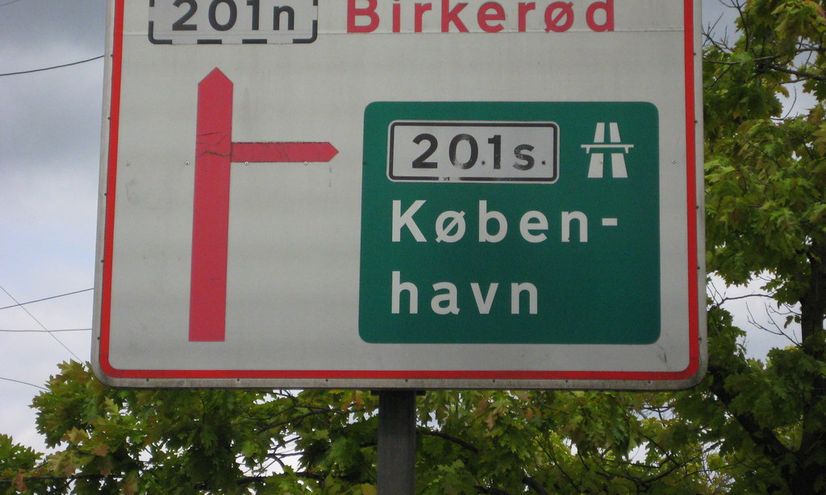 201n Birkerød
201s
Køben-
havn